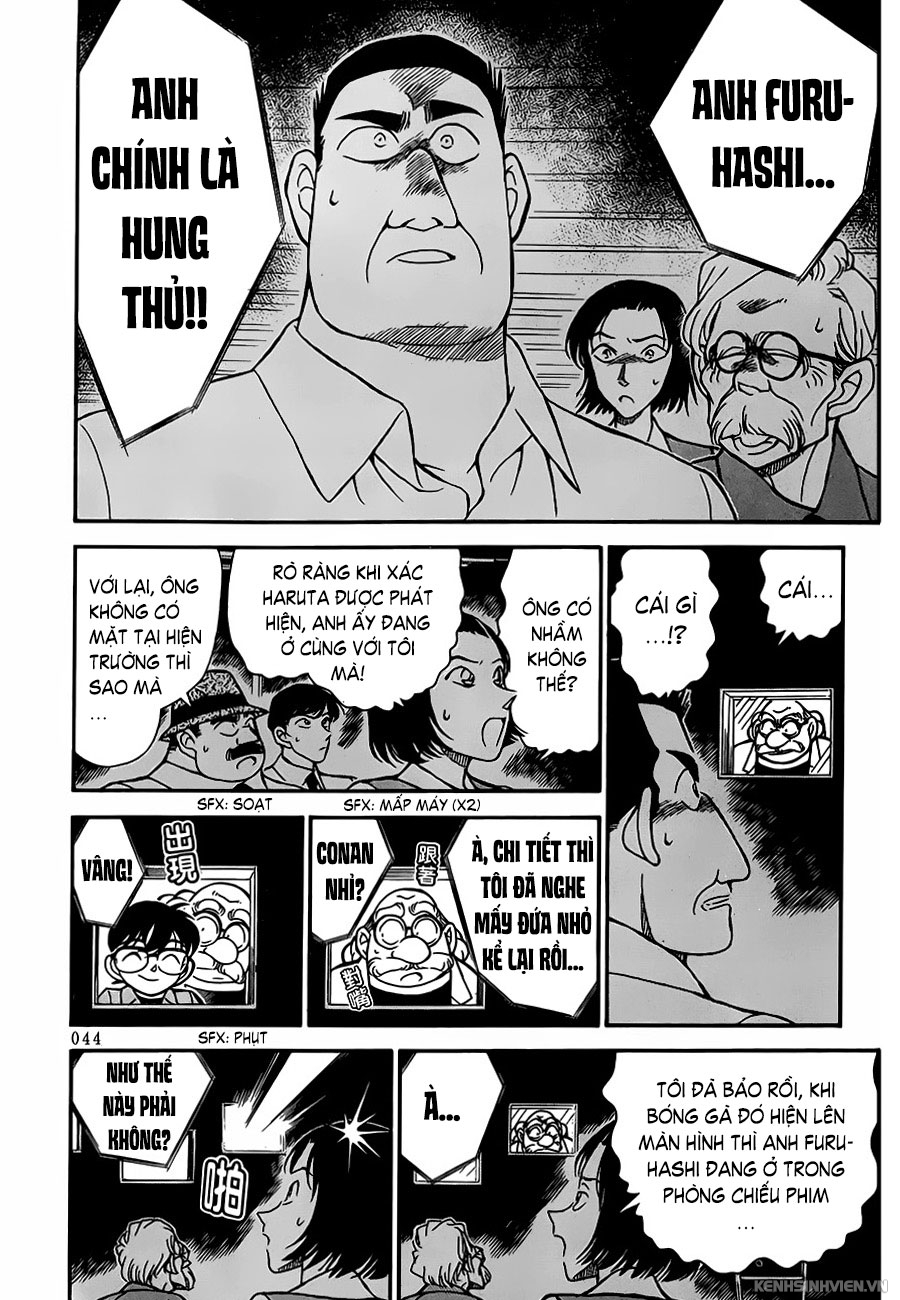 ANH FURU-
HASHI...
ANH
CHÍNH LÀ
HUNG
THỦ!!
CÁI...
CÁI GÌ
...!?
ÔNG CÓ
NHẦM
KHÔNG
THẾ?
RÕ RÀNG KHI XÁC
HARUTA ĐƯỢC PHÁT
HIỆN, ANH ẤY ĐANG
Ở CÙNG VỚI TÔI
MÀ!
VỚI LẠI, ÔNG
KHÔNG CÓ
MẶT TẠI HIỆN
TRƯỜNG THÌ
SAO MÀ
...
SFX: SOẠT
SFX: MẤP MÁY (X2)
À, CHI TIẾT THÌ
TÔI ĐÃ NGHE
MẤY ĐỨA NHỎ
KỂ LẠI RỒI...
CONAN
NHỈ?
跟著
對嘴
VÂNG!
出現
044
SFX: PHỤT
TÔI ĐÃ BẢO RỒI, KHI
BÓNG GÃ ĐÓ HIỆN LÊN
MÀN HÌNH THÌ ANH FURU-
HASHI ĐANG Ở TRONG
PHÒNG CHIẾU PHIM
...
À...
NHƯ THẾ
NÀY PHẢI
KHÔNG?
啪
KENHSINHVIEN.VN